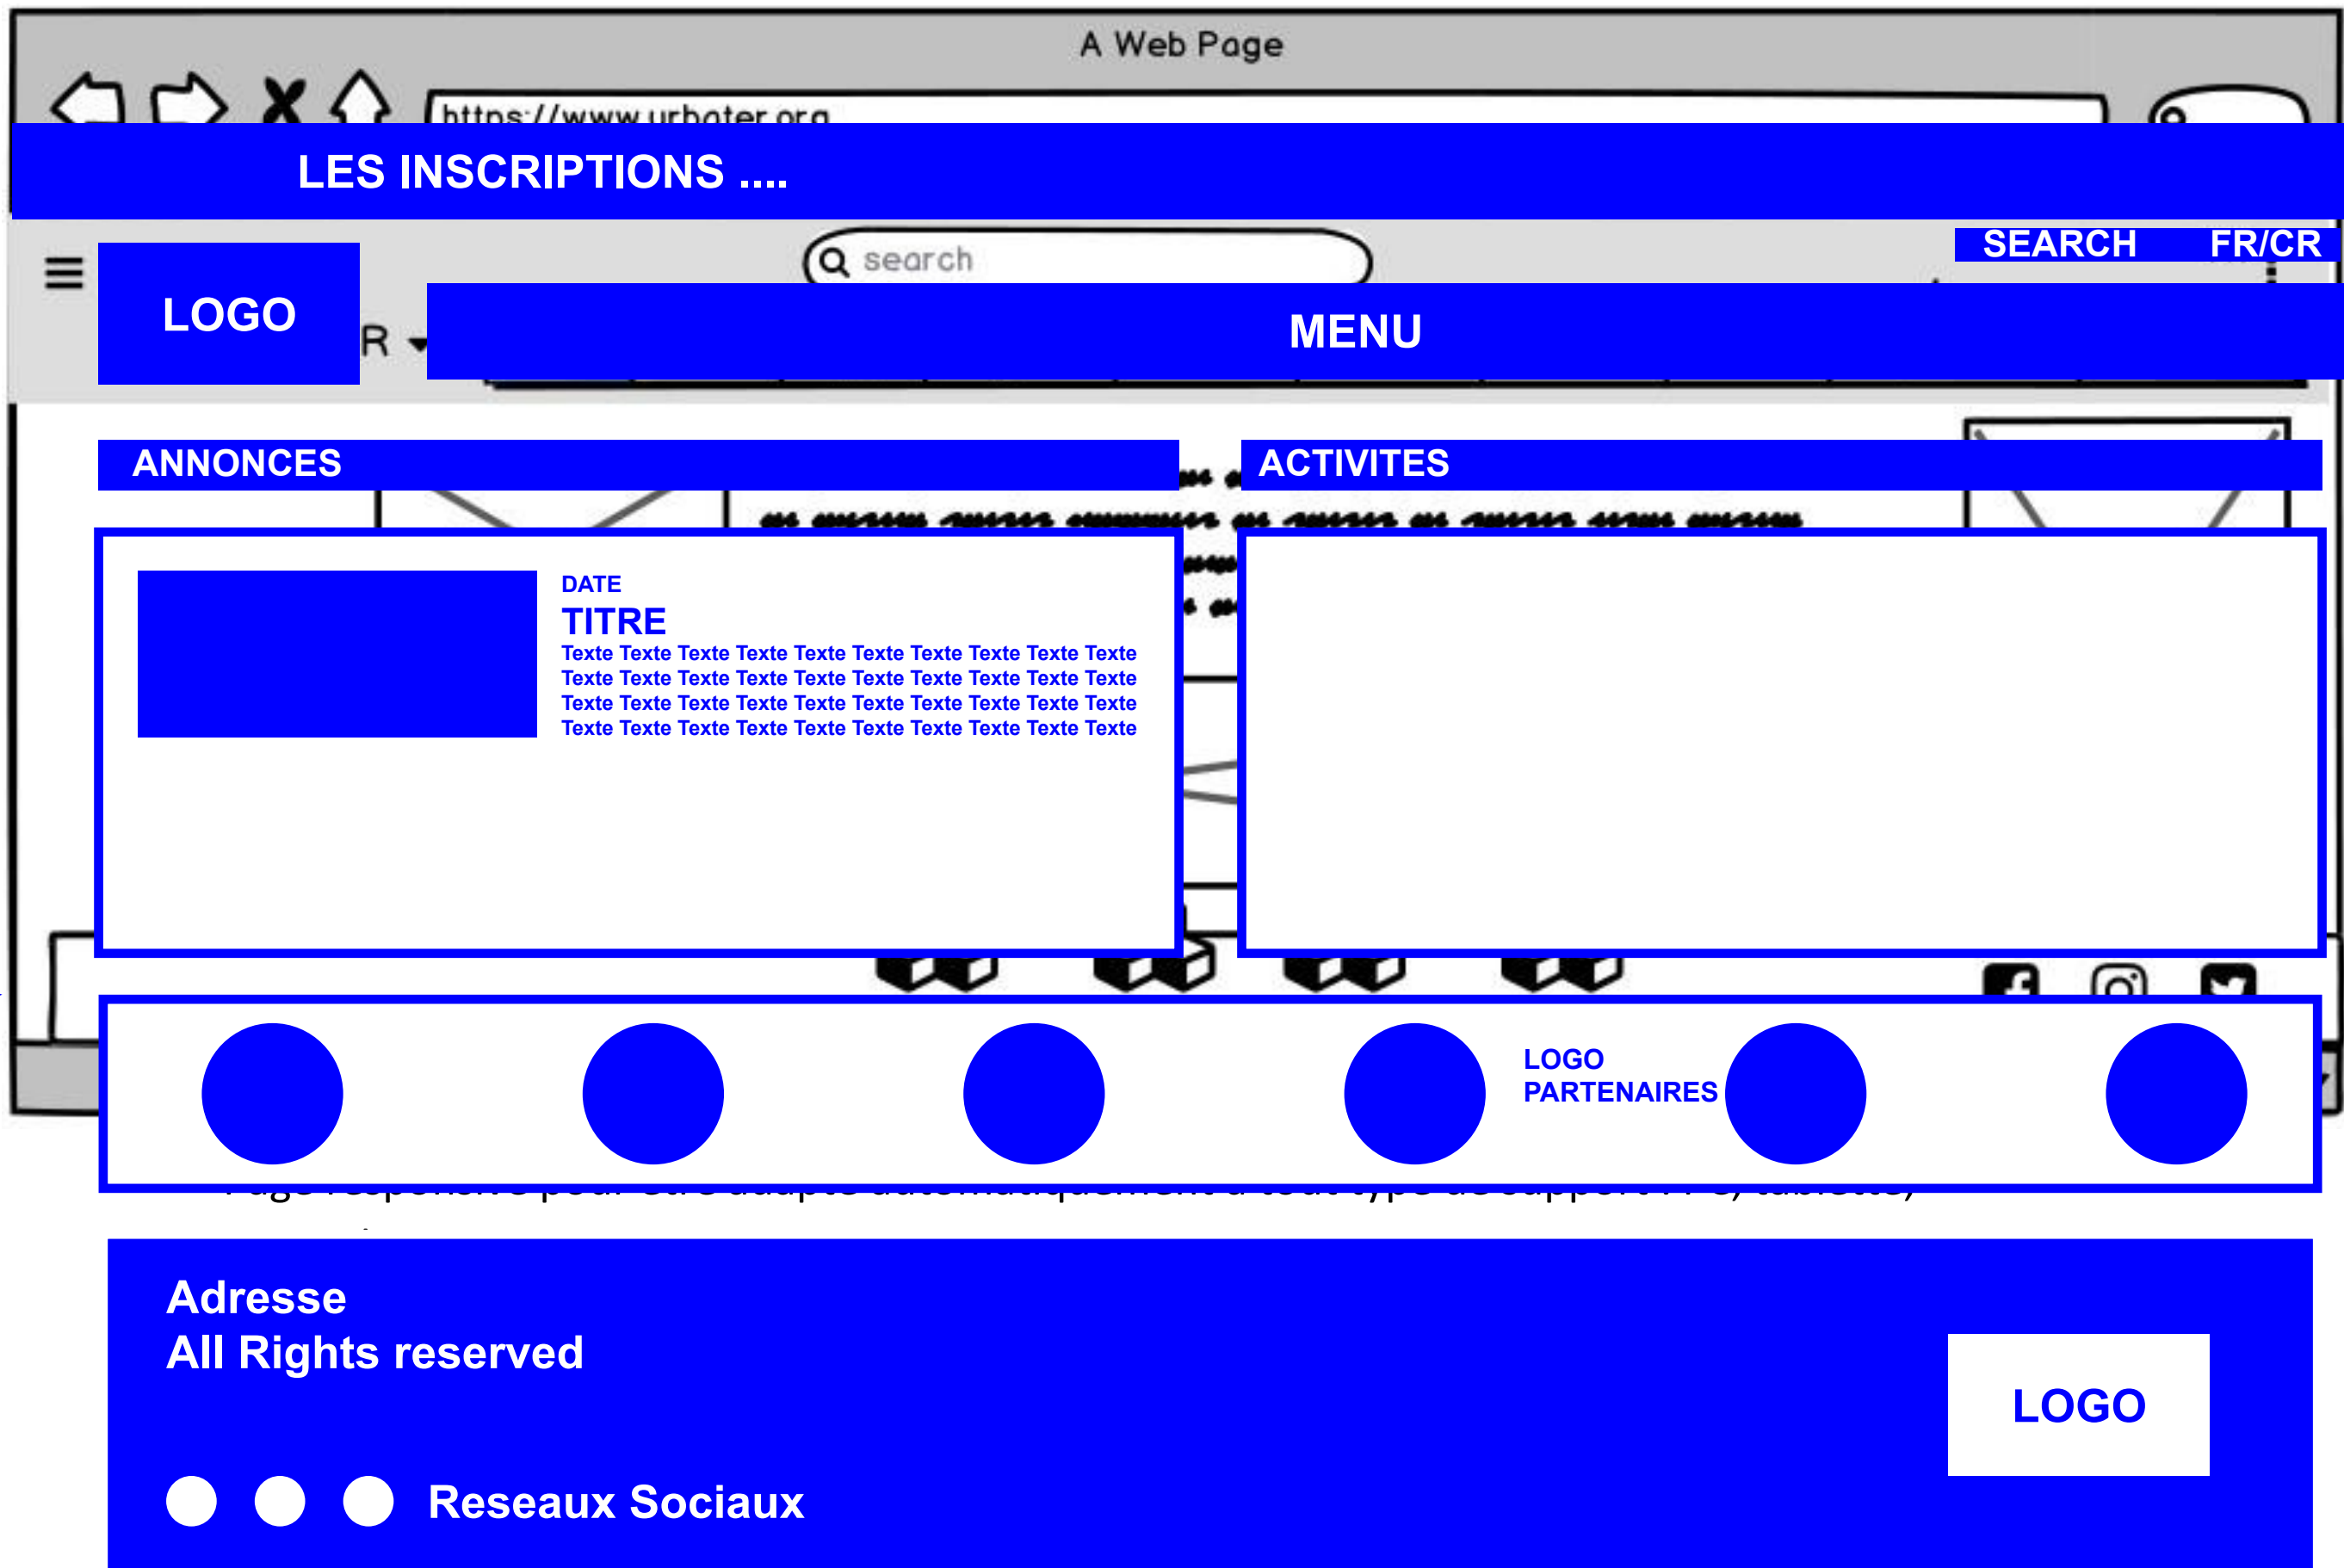 A Web Page
https://www.urbater.org
LES INSCRIPTIONS ....
search
SEARCH FR/CR
LOGO
R
MENU
ANNONCES
ACTIVITES
DATE
TITRE
Texte Texte Texte Texte Texte Texte Texte Texte Texte Texte
Texte Texte Texte Texte Texte Texte Texte Texte Texte Texte
Texte Texte Texte Texte Texte Texte Texte Texte Texte Texte
Texte Texte Texte Texte Texte Texte Texte Texte Texte Texte
LOGO
PARTENAIRES
Adresse
All Rights reserved
LOGO
Reseaux Sociaux